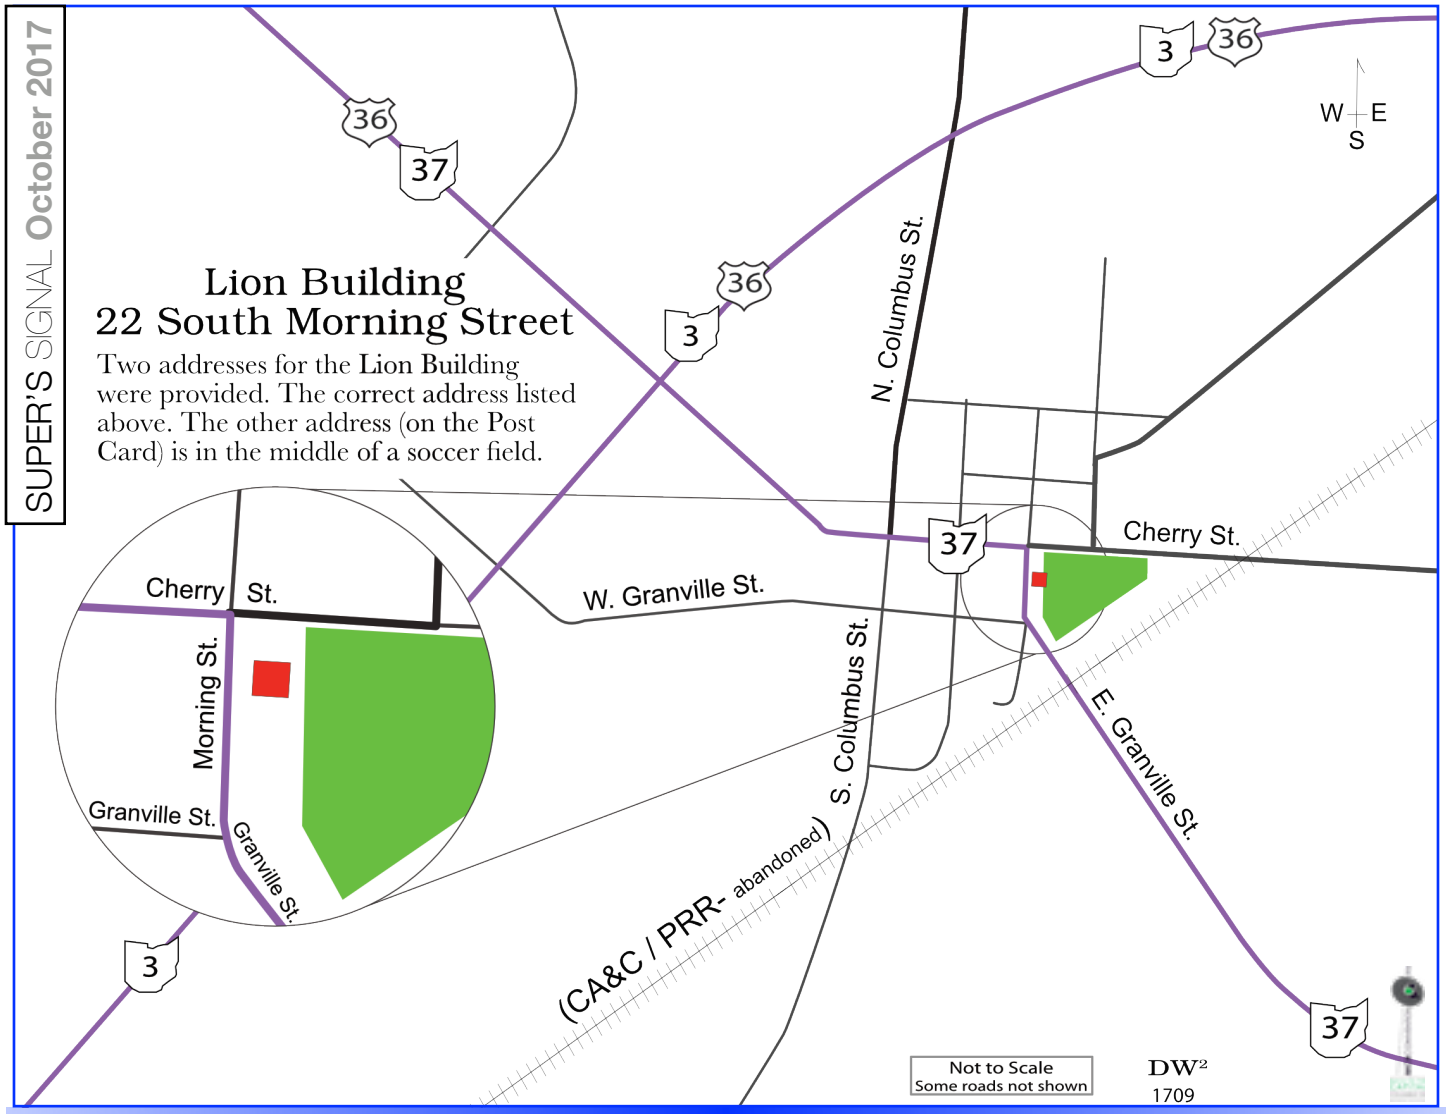 SUPER'S SIGNAL October 2017
36
37
3
36
W E
S
36
3
N. Columbus St.
Lion Building
22 South Morning Street
Two addresses for the Lion Building
were provided. The correct address listed
above. The other address (on the Post
Card) is in the middle of a soccer field.
37
Cherry St.
Cherry St.
W. Granville St.
Morning St.
S. Columbus St.
E. Granville St.
Granville St.
Granville St.
(CA&C / PRR- abandoned)
3
37
Not to Scale
Some roads not shown
DW²
1709